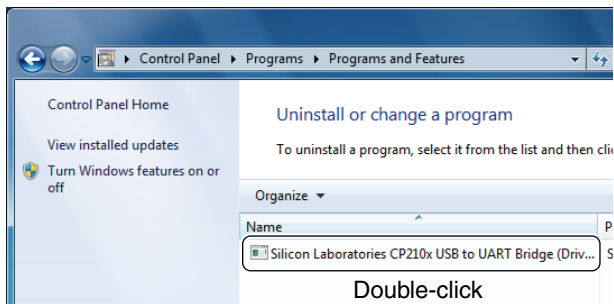 Control Panel ▸ Programs ▸ Programs and Features
Control Panel Home
View installed updates
Turn Windows features on or
off
Uninstall or change a program
To uninstall a program, select it from the list and then clic
Organize
Name
P
Silicon Laboratories CP210x USB to UART Bridge (Driv...
S
Double-click